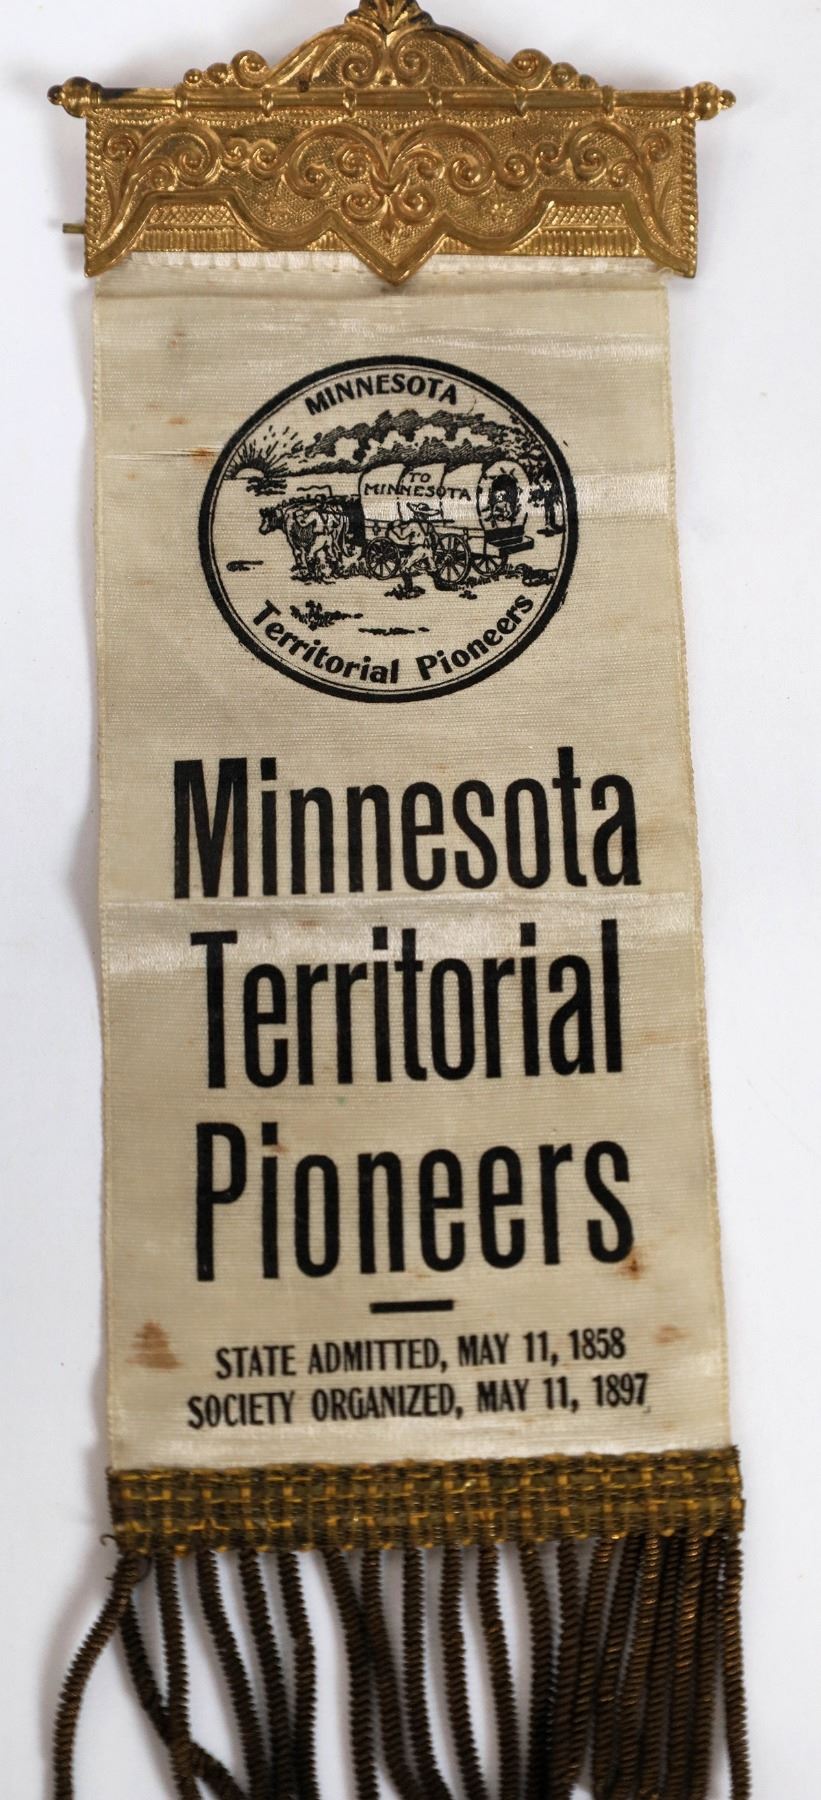 MINNESOTA
TO
MINNESOTA
Territorial Pioneers
Minnesota
Territorial
Pioneers
STATE ADMITTED, MAY 11, 1858
SOCIETY ORGANIZED, MAY 11, 1897